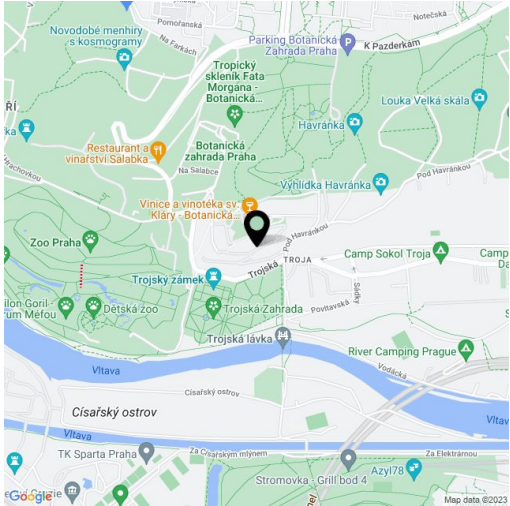 Pomořanská
Notečská
Novodobé menhiry
s kosmogramy
Na Farkách
Parking Botanická
Zahrada Praha
K Pazderkám
Tropický
skleník Fata
Morgána -
Botanická...
Louka Velká skála
Havránka
Restaurant a
vinařství Salabka
Botanická
zahrada Praha
Na Salabce
Výhlídka Havránka
Pod Havránkou
Vinice a vinotéka sv.
Kláry - Botanická...
Zoo Praha
Pod Havránkou
Camp Sokol Troja
Camp
TROJA
Trojská
Trojský zámek
Sádky
Dětská zoo
Trojská Zahrada
Povltavská
Trojská lávka
River Camping Prague
Vltava
Vodácká
Císařský ostrov
Císařský ostrov
Vltava
Vltava
TK Sparta Praha
Za Císařským mlýnem
Za Elektrárnou
Stromovka - Grill bod 4
Azyl78
Google
Map data ©2023